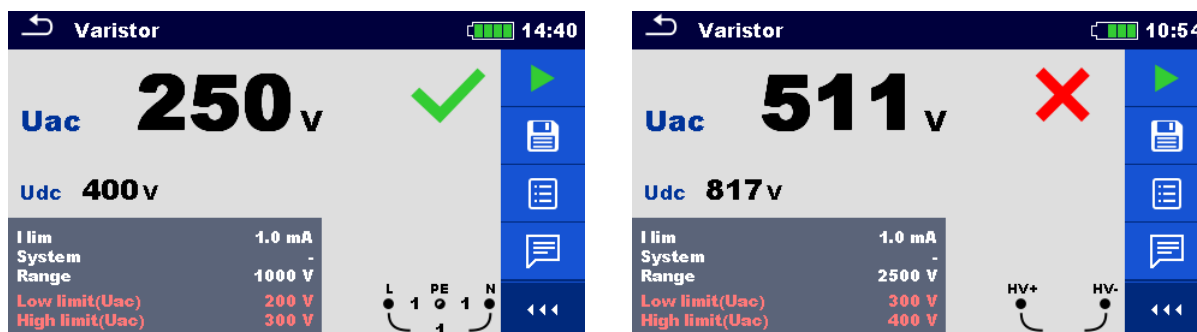 Varistor 14:40
Uac 250 V
Udc 400 V
I lim 1.0 mA
System -
Range 1000 V
Low limit(Uac) 200 V
High limit(Uac) 300 V
L PE N
1 1
1
Varistor 10:54
Uac 511 V
Udc 817 V
I lim 1.0 mA
System -
Range 2500 V
Low limit(Uac) 300 V
High limit(Uac) 400 V
HV+ HV-